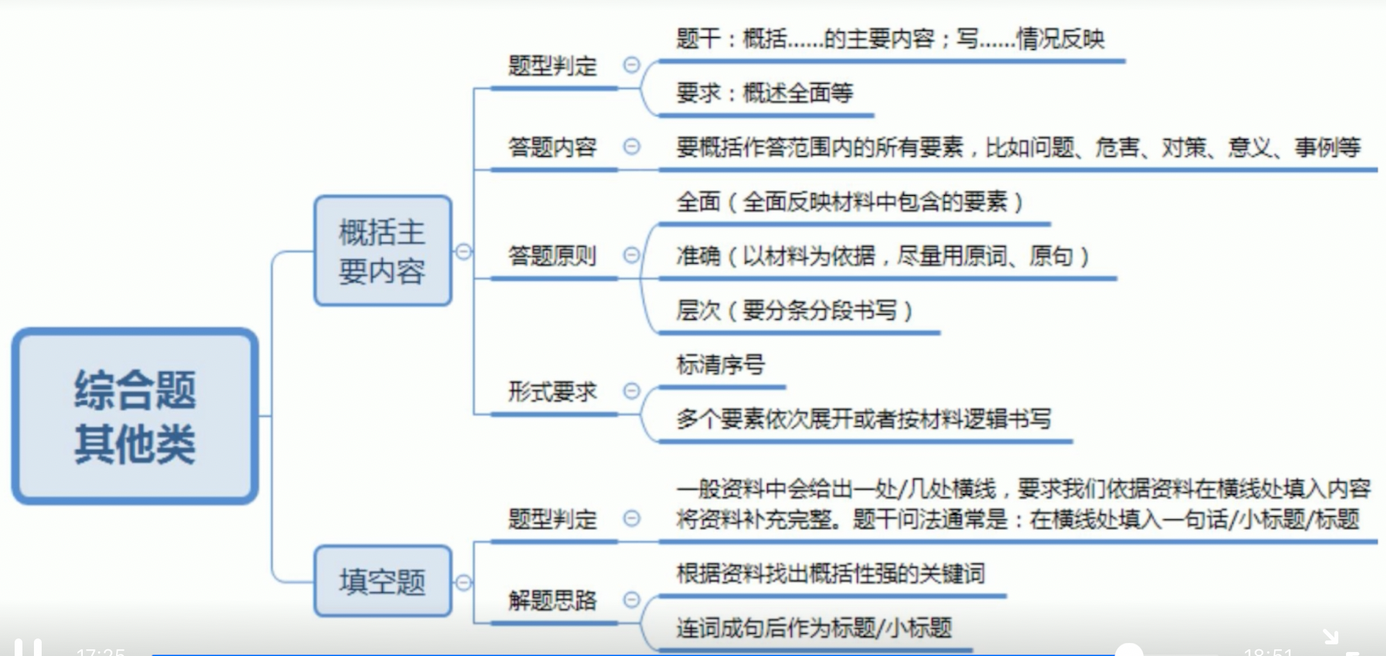 综合题
其他类
概括主
要内容
题型判定
题干：概括......的主要内容；写......情况反映
要求：概述全面等
答题内容
要概括作答范围内的所有要素，比如问题、危害、对策、意义、事例等
答题原则
全面（全面反映材料中包含的要素）
准确（以材料为依据，尽量用原词、原句）
层次（要分条分段书写）
形式要求
标清序号
多个要素依次展开或者按材料逻辑书写
填空题
题型判定
一般资料中会给出一处/几处横线，要求我们依据资料在横线处填入内容
将资料补充完整。题干问法通常是：在横线处填入一句话/小标题/标题
解题思路
根据资料找出概括性强的关键词
连词成句后作为标题/小标题
17:25
18:51